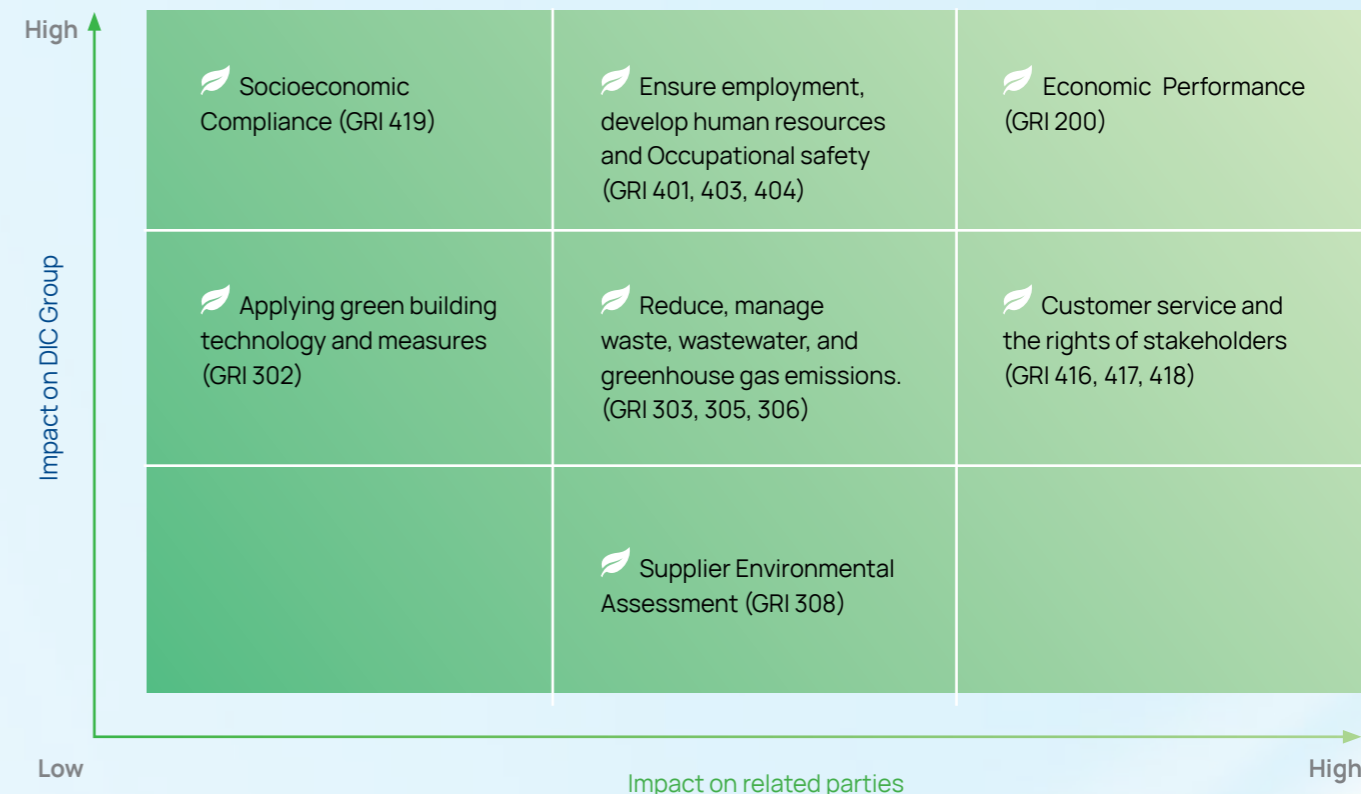 High
Socioeconomic
Compliance (GRI 419)
Ensure employment,
develop human resources
and Occupational safety
(GRI 401, 403, 404)
Economic Performance
(GRI 200)
Impact on DIC Group
Applying green building
technology and measures
(GRI 302)
Reduce, manage
waste, wastewater, and
greenhouse gas emissions.
(GRI 303, 305, 306)
Customer service and
the rights of stakeholders
(GRI 416, 417, 418)
Supplier Environmental
Assessment (GRI 308)
Low
Impact on related parties
High